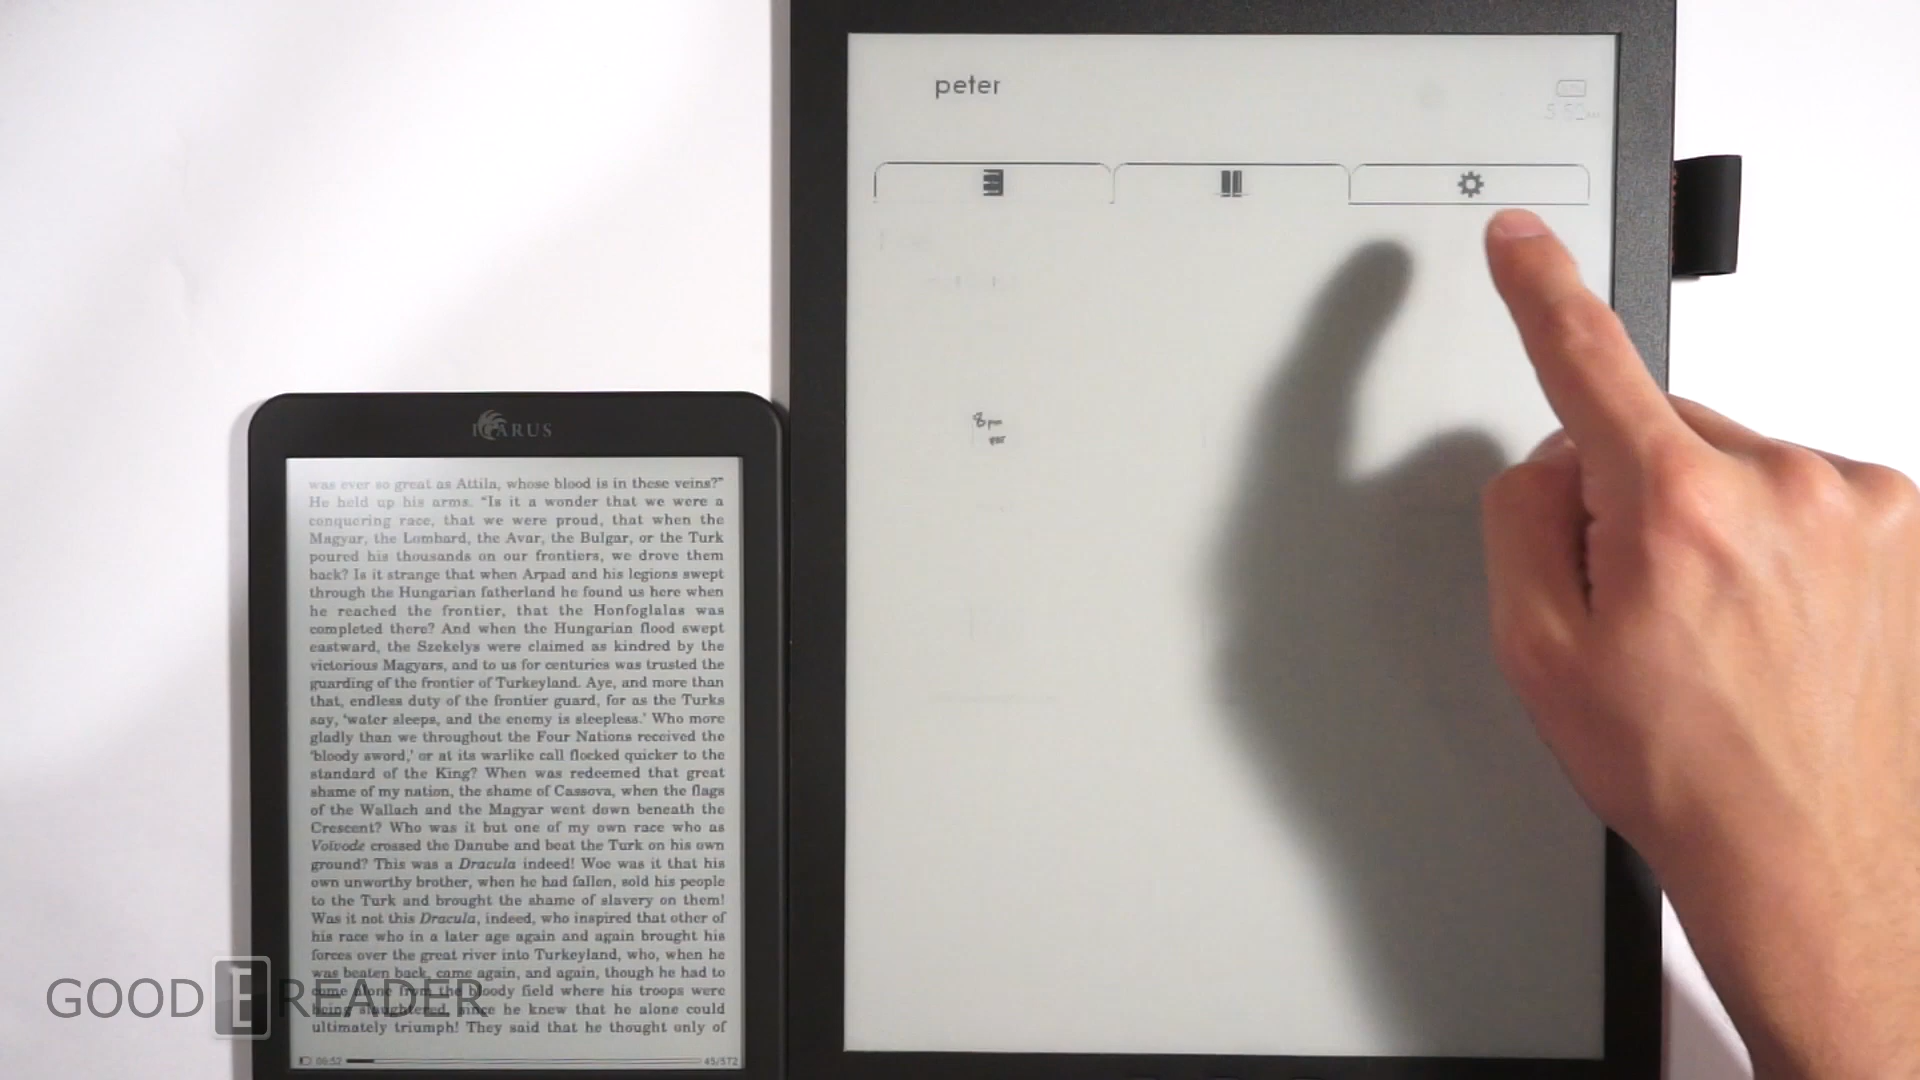 peter
8pm
ICARUS
was ever so great as Attila, whose blood is in these veins?”
He held up his arms. “Is it a wonder that we were a
conquering race, that we were proud, that when the
Magyar, the Lombard, the Avar, the Bulgar, or the Turk
poured his thousands on our frontiers, we drove them
back? Is it strange that when Arpad and his legions swept
through the Hungarian fatherland he found us here when
he reached the frontier, that the Honfoglalas was
completed there? And when the Hungarian flood swept
eastward, the Szekelys were claimed as kindred by the
victorious Magyars, and to us for centuries was trusted the
guarding of the frontier of Turkeyland. Aye, and more than
that, endless duty of the frontier guard, for as the Turks
say, ‘water sleeps, and the enemy is sleepless.’ Who more
gladly than we throughout the Four Nations received the
‘bloody sword,’ or at its warlike call flocked quicker to the
standard of the King? When was redeemed that great
shame of my nation, the shame of Cassova, when the flags
of the Wallach and the Magyar went down beneath the
Crescent? Who was it but one of my own race who as
Voivode crossed the Danube and beat the Turk on his own
ground? This was a Dracula indeed! Woe was it that his
own unworthy brother, when he had fallen, sold his people
to the Turk and brought the shame of slavery on them!
Was it not this Dracula, indeed, who inspired that other of
his race who in a later age again and again brought his
forces over the great river into Turkeyland, who, when he
was beaten back, came again, and again, though he had to
come alone from the bloody field where his troops were
being slaughtered, since he knew that he alone could
ultimately triumph! They said that he thought only of
06:52
45/572
GOOD E READER